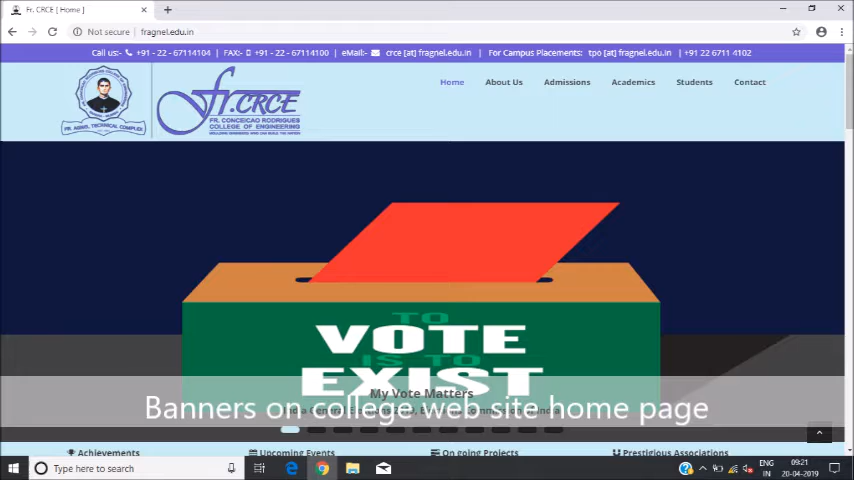 Fr. CRCE [ Home ]
Not secure | fragnel.edu.in
Call us:- +91 - 22 - 67114104 | FAX:- +91 - 22 - 67114100 | eMail:- crce [at] fragnel.edu.in | For Campus Placements: tpo [at] fragnel.edu.in | +91 22 6711 4102
FR. AGNEL TECHNICAL COMPLEX
Fr.CRCE
FR. CONCEICAO RODRIGUES
COLLEGE OF ENGINEERING
Home About Us Admissions Academics Students Contact
TO
VOTE
IS TO
EXIST
My Vote Matters
Banners on college web site home page
Achievements Upcoming Events On going Projects Prestigious Associations
Type here to search
ENG
IN
09:21
20-04-2019